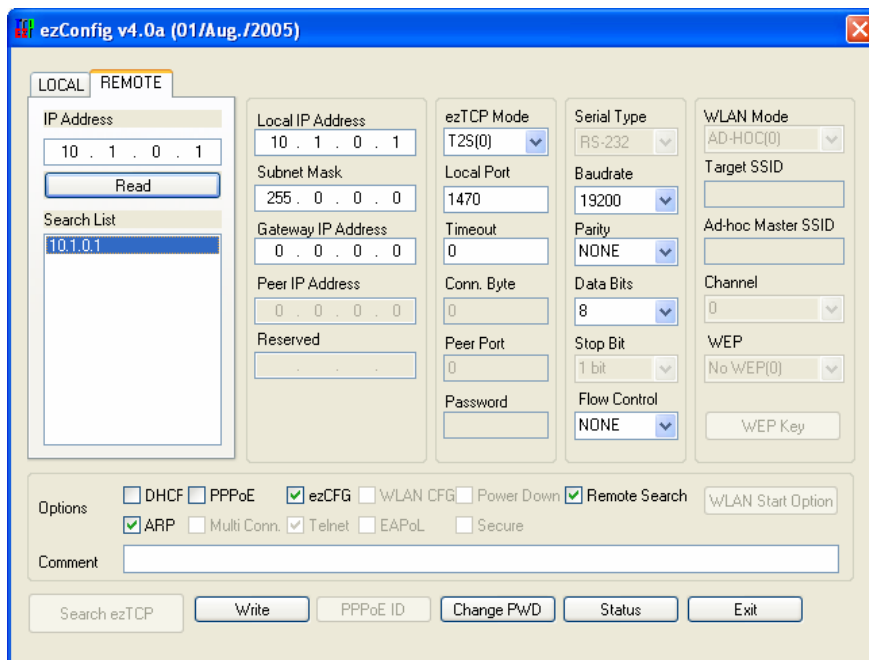 ezConfig v4.0a (01/Aug./2005)
LOCAL
REMOTE
IP Address
10 . 1 . 0 . 1
Read
Search List
10.1.0.1
Local IP Address
10 . 1 . 0 . 1
Subnet Mask
255 . 0 . 0 . 0
Gateway IP Address
0 . 0 . 0 . 0
Peer IP Address
0 . 0 . 0 . 0
Reserved
. . .
ezTCP Mode
T2S(0)
Local Port
1470
Timeout
0
Conn. Byte
0
Peer Port
0
Password
Serial Type
RS-232
Baudrate
19200
Parity
NONE
Data Bits
8
Stop Bit
1 bit
Flow Control
NONE
WLAN Mode
AD-HOC(0)
Target SSID
Ad-hoc Master SSID
Channel
0
WEP
No WEP(0)
WEP Key
Options
DHCF PPPoE ezCFG WLAN CFG Power Down Remote Search
WLAN Start Option
ARP Multi Conn. Telnet EAPoL Secure
Comment
Search ezTCP Write PPPoE ID Change PWD Status Exit